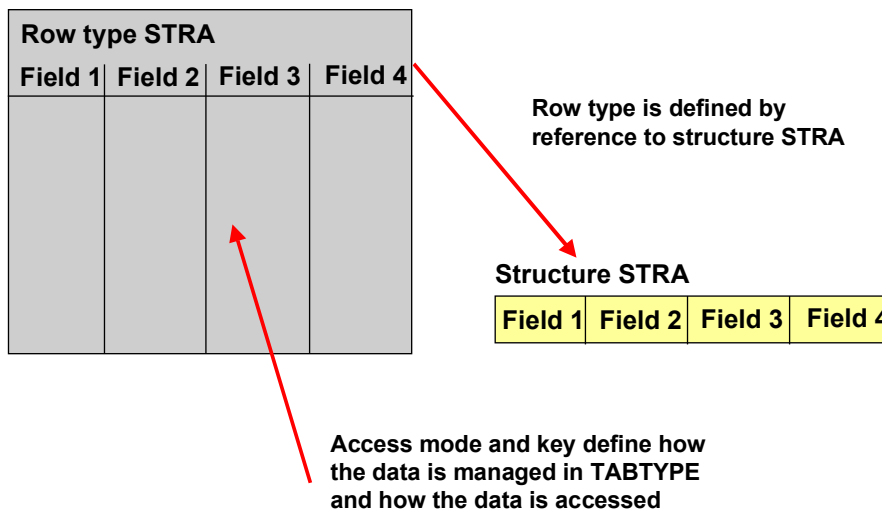 Row type STRA
Field 1 Field 2 Field 3 Field 4
Row type is defined by
reference to structure STRA
Structure STRA
Field 1 Field 2 Field 3 Field 4
Access mode and key define how
the data is managed in TABTYPE
and how the data is accessed